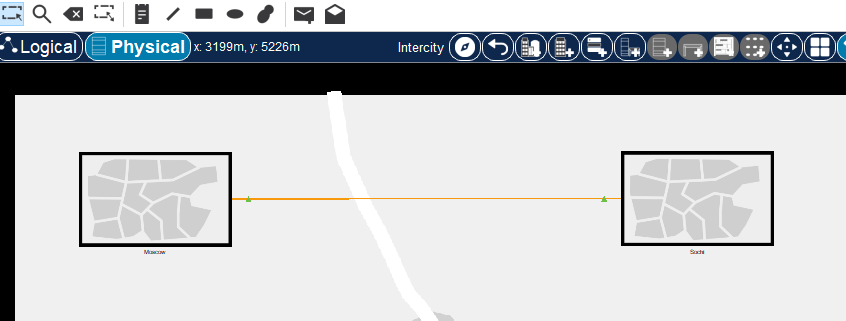 Logical Physical x: 3199m, y: 5226m Intercity
Moscow Sochi